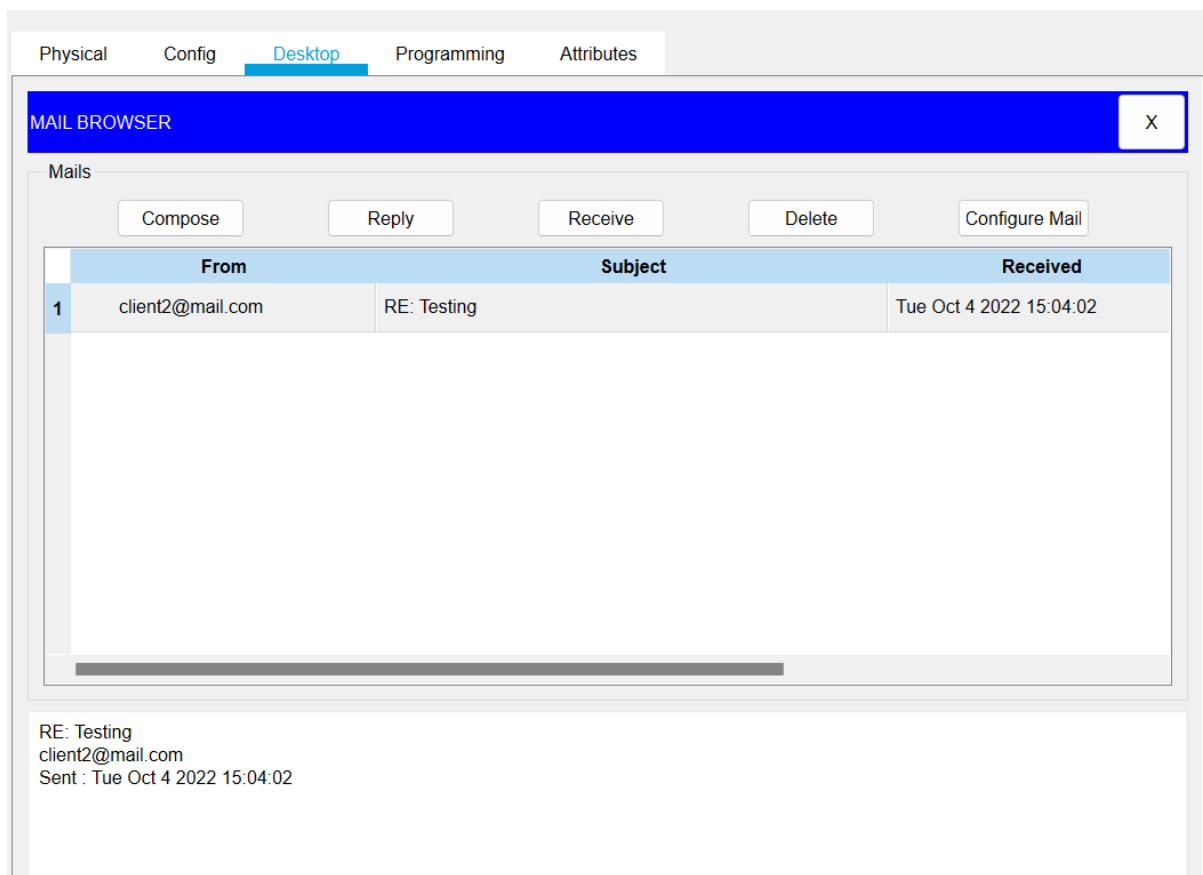 Physical Config Desktop Programming Attributes
MAIL BROWSER X
Mails
Compose Reply Receive Delete Configure Mail
From Subject Received
1 client2@mail.com RE: Testing Tue Oct 4 2022 15:04:02
RE: Testing
client2@mail.com
Sent : Tue Oct 4 2022 15:04:02